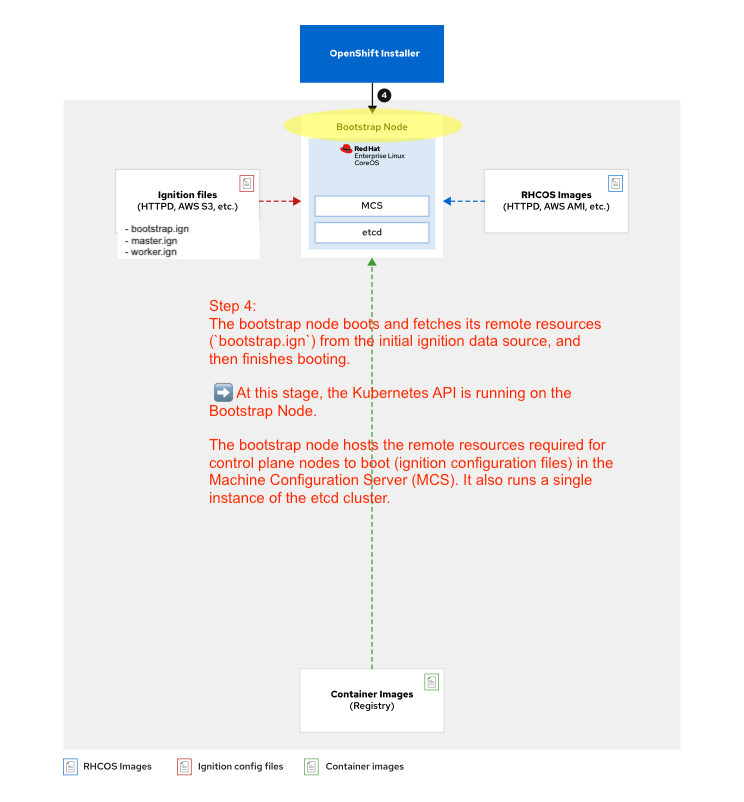 OpenShift Installer
4
Bootstrap Node
Red Hat
Enterprise Linux
CoreOS
MCS
etcd
Ignition files
(HTTPD, AWS S3, etc.)
- bootstrap.ign
- master.ign
- worker.ign
RHCOS Images
(HTTPD, AWS AMI, etc.)
Step 4:
The bootstrap node boots and fetches its remote resources
(`bootstrap.ign`) from the initial ignition data source, and
then finishes booting.
➡️ At this stage, the Kubernetes API is running on the
Bootstrap Node.
The bootstrap node hosts the remote resources required for
control plane nodes to boot (ignition configuration files) in the
Machine Configuration Server (MCS). It also runs a single
instance of the etcd cluster.
Container Images
(Registry)
RHCOS Images
Ignition config files
Container images